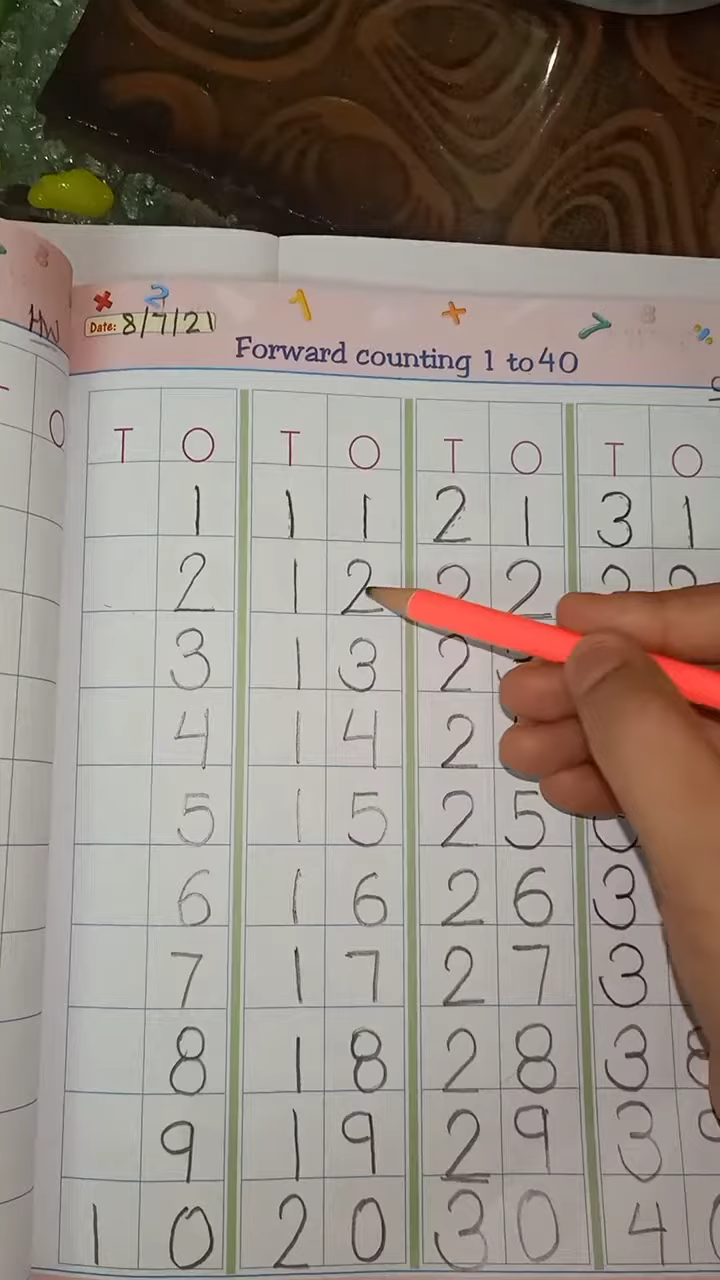 HW
Date: 8/7/21
Forward counting 1 to 40
O
T O T O T O T O
1 1 1 2 1 3 1
2 1 2 2 2
3 1 3 2
4 1 4 2
5 1 5 2 5
6 1 6 2 6 3
7 1 7 2 7 3
8 1 8 2 8 3 8
9 1 9 2 9 3 9
1 0 2 0 3 0 4 0